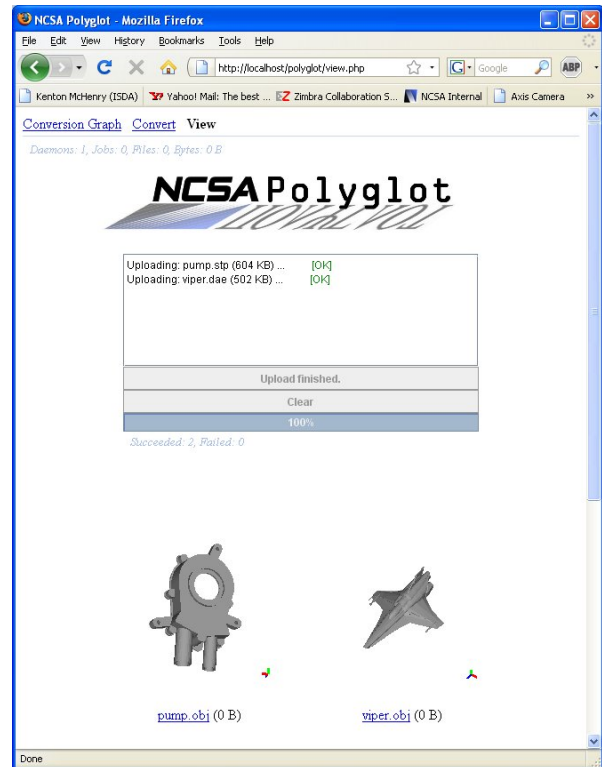 NCSA Polyglot - Mozilla Firefox
File Edit View History Bookmarks Tools Help
http://localhost/polyglot/view.php G Google ABP
Kenton McHenry (ISDA) Yahoo! Mail: The best ... Zimbra Collaboration S... NCSA Internal Axis Camera »
Conversion Graph Convert View
Daemons: 1, Jobs: 0, Files: 0, Bytes: 0 B
NCSA Polyglot
Uploading: pump.stp (604 KB) ... [OK]
Uploading: viper.dae (502 KB) ... [OK]
Upload finished.
Clear
100%
Succeeded: 2, Failed: 0
pump.obj (0 B) viper.obj (0 B)
Done